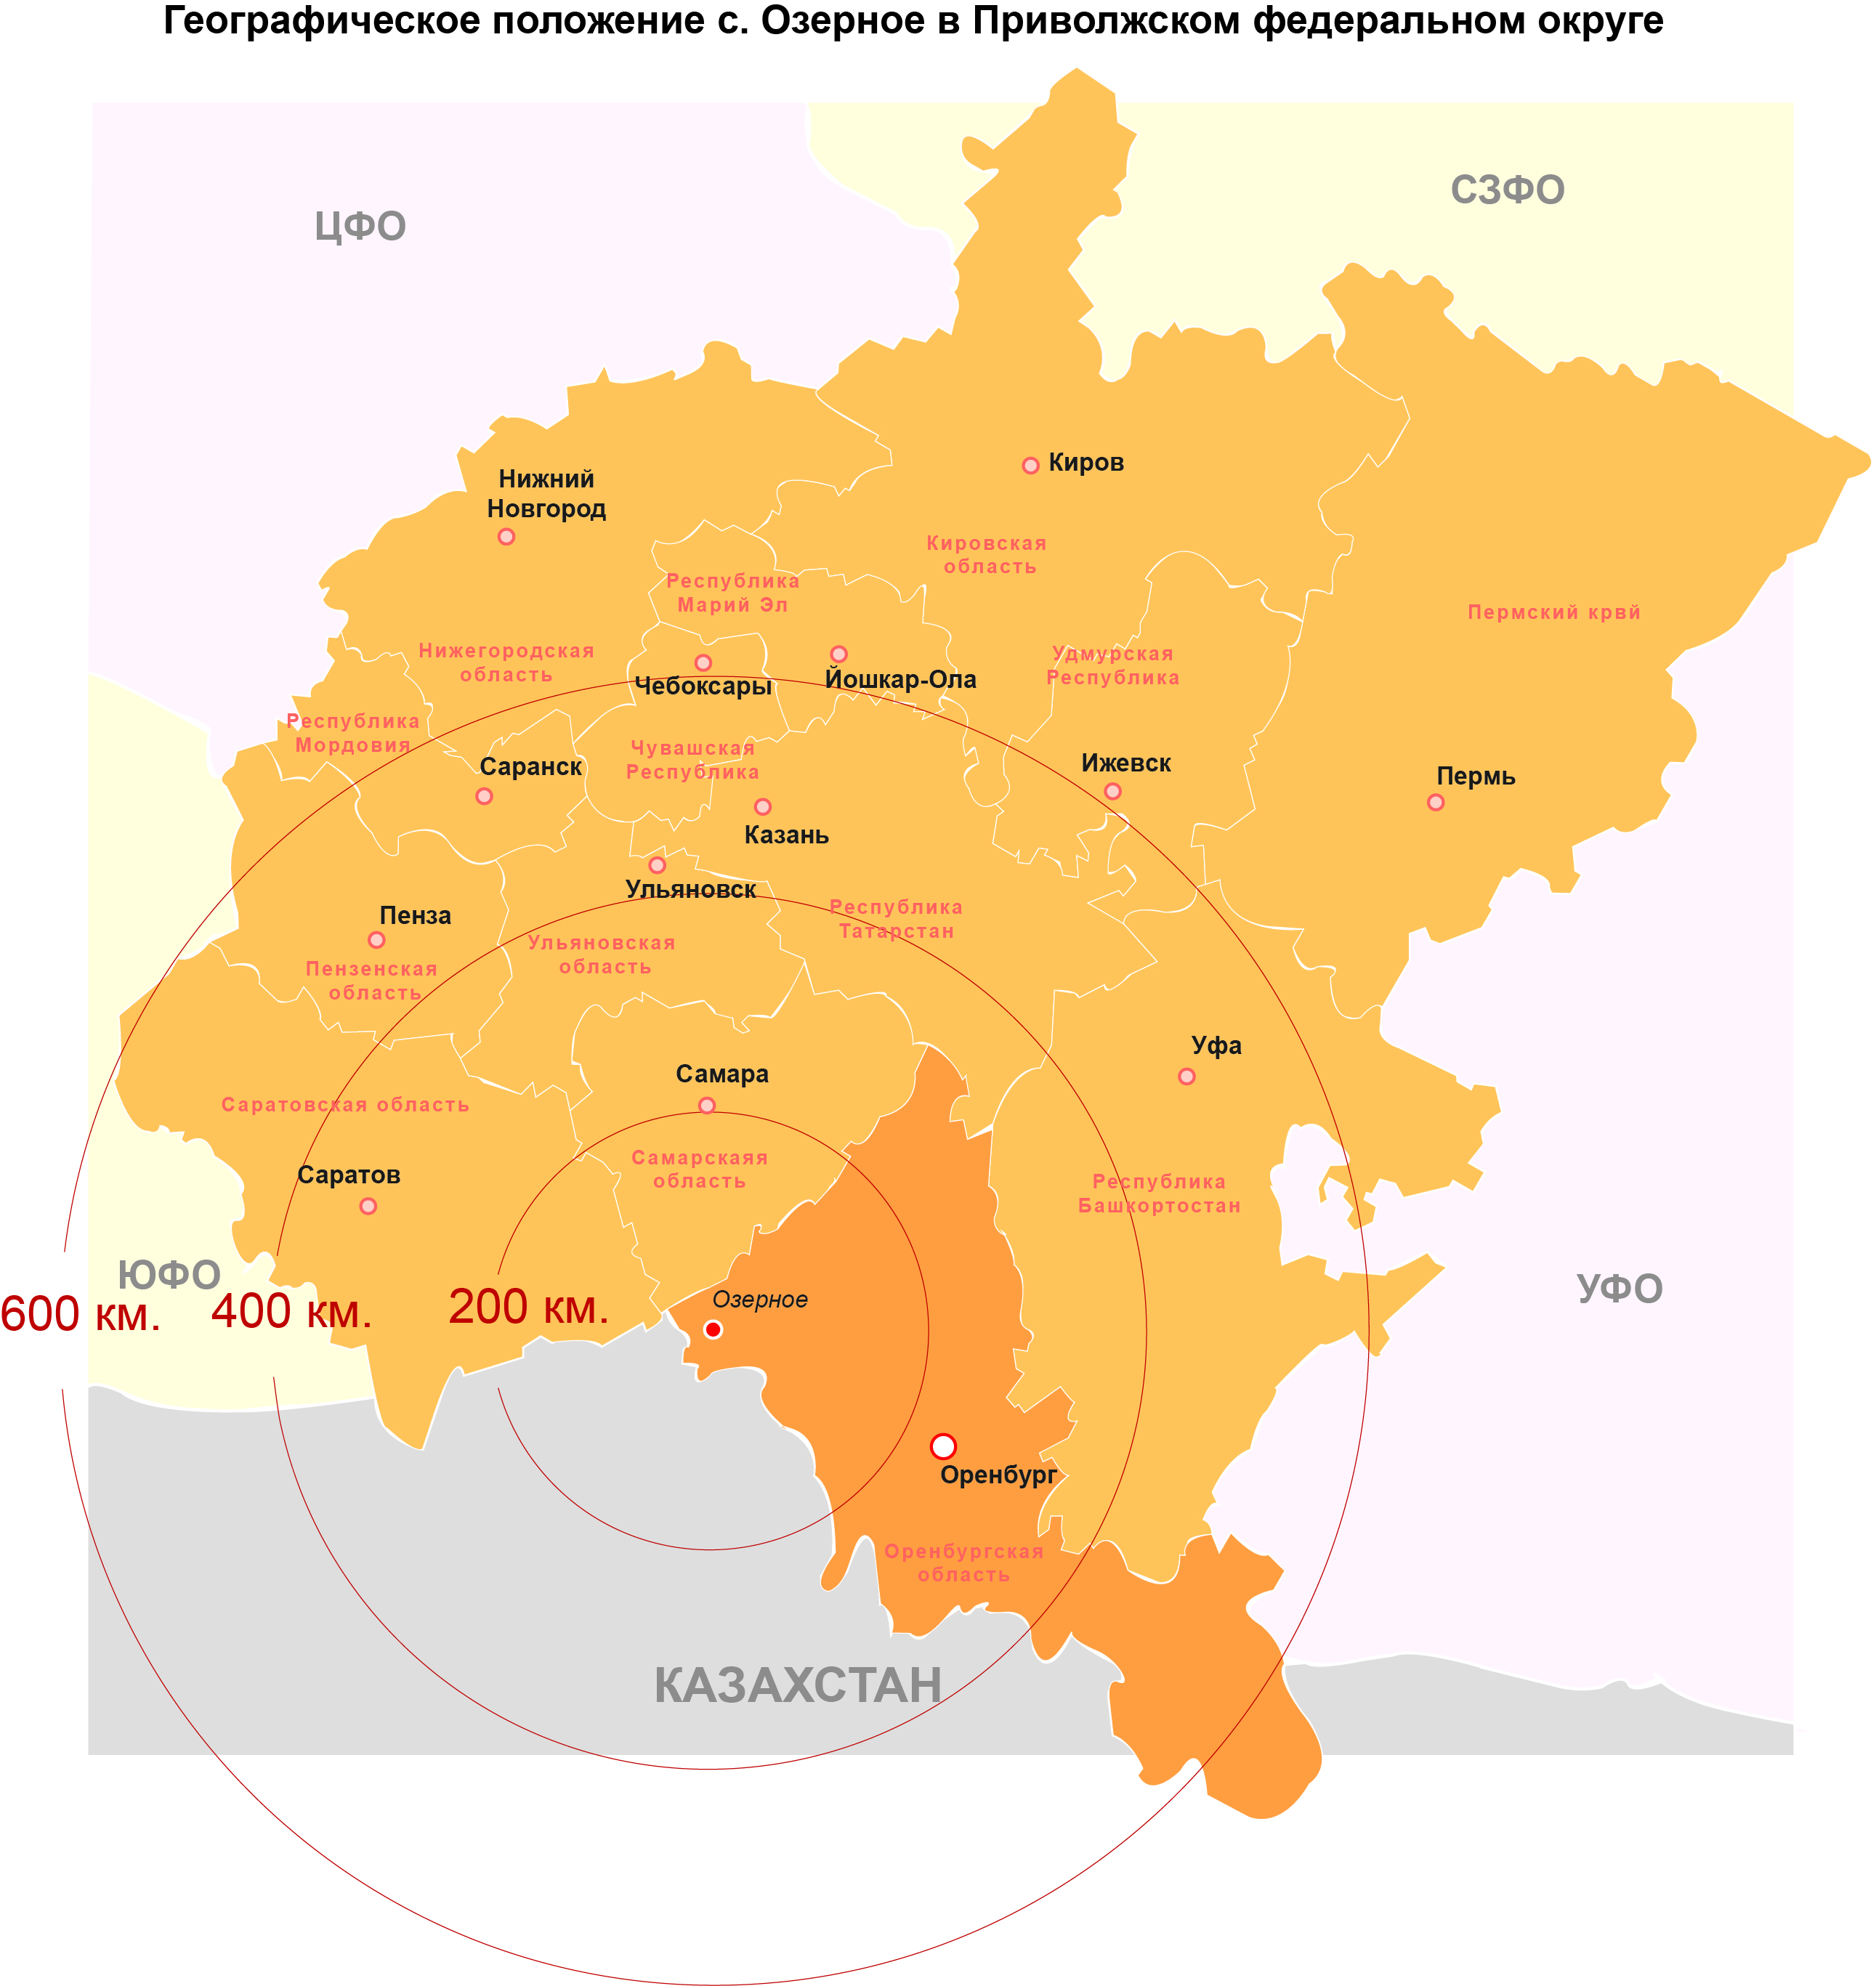 Географическое положение с. Озерное в Приволжском федеральном округе
СЗФО
ЦФО
Киров
Нижний
Новгород
Кировская
область
Республика
Марий Эл
Пермский крвй
Нижегородская
область
Удмурская
Республика
Чебоксары
Йошкар-Ола
Республика
Мордовия
Чувашская
Республика
Саранск
Ижевск
Пермь
Казань
Ульяновск
Пенза
Республика
Татарстан
Ульяновская
область
Пензенская
область
Уфа
Самара
Саратовская область
Самарскаяя
область
Саратов
Республика
Башкортостан
ЮФО
УФО
600 км.
400 км.
200 км.
Озерное
Оренбург
Оренбургская
область
КАЗАХСТАН